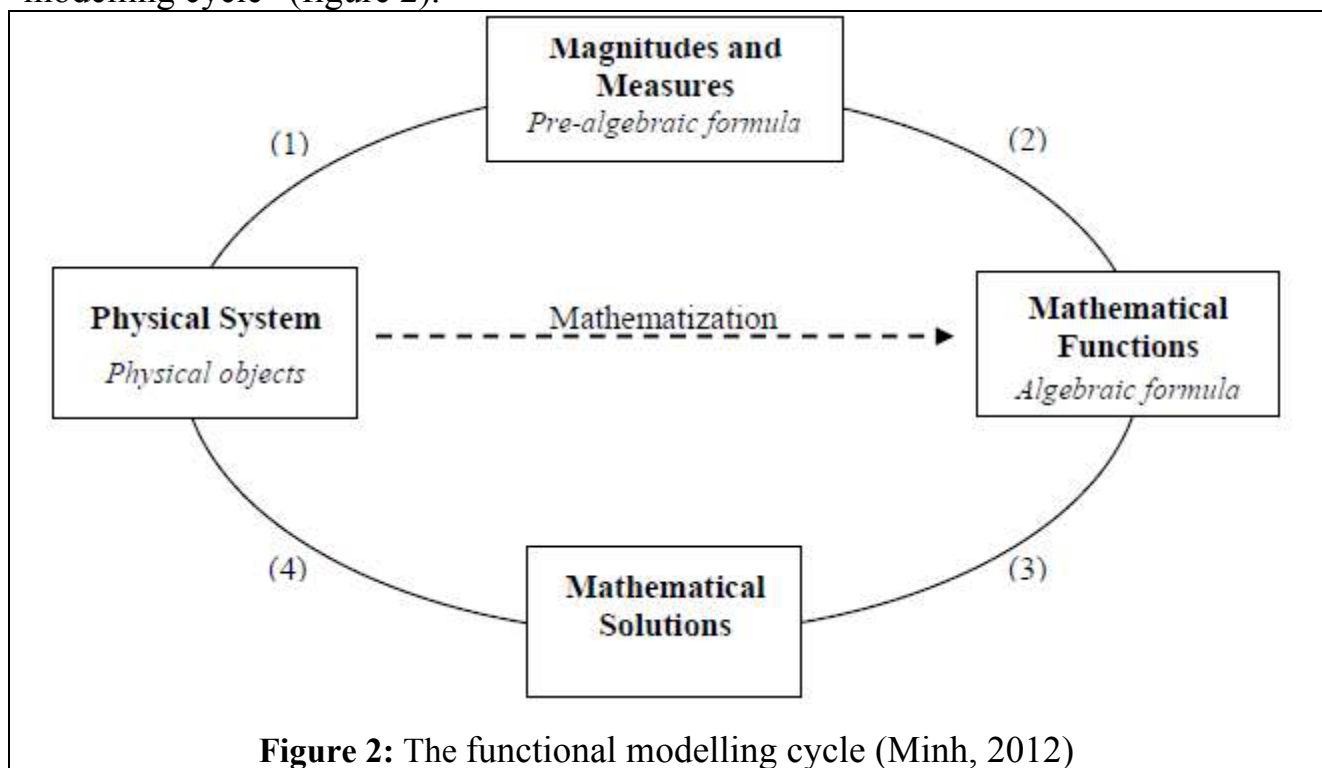 modelling cycle" (figure 2).
Magnitudes and
Measures
Pre-algebraic formula
(1)
(2)
Physical System
Physical objects
Mathematization
Mathematical
Functions
Algebraic formula
(4)
(3)
Mathematical
Solutions
Figure 2: The functional modelling cycle (Minh, 2012)